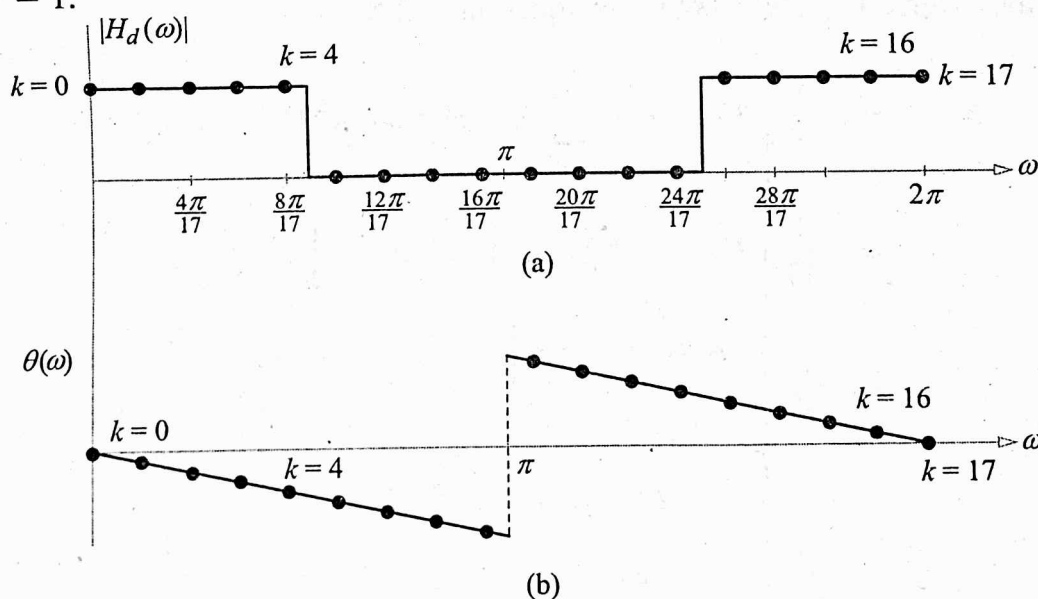 = 1.
|H_d(ω)|
k = 0
k = 4
k = 16
k = 17
π
ω
4π/17 8π/17 12π/17 16π/17 20π/17 24π/17 28π/17 2π
(a)
θ(ω)
k = 0
k = 4
π
k = 16
ω
k = 17
(b)